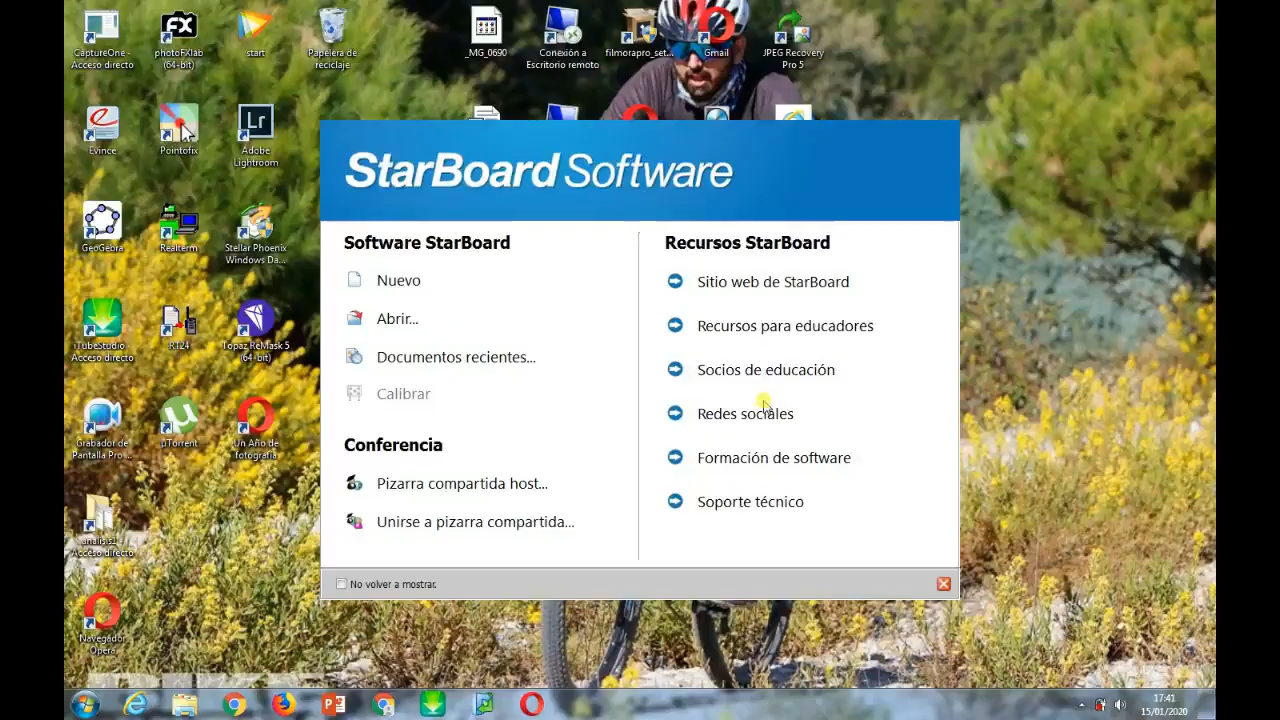 CaptureOne -
Acceso directo
photoFXlab
(64-bit)
start
Papelera de
reciclaje
_MG_0690
Conexión a
Escritorio remoto
filmorapro_set...
Gmail
JPEG Recovery
Pro 5
Evince
Pointofix
Lr
Adobe
Lightroom
GeoGebra
Realterm
Stellar Phoenix
Windows Da...
iTubeStudio -
Acceso directo
RT24
Topaz ReMask 5
(64-bit)
Grabador de
Pantalla Pro ...
µTorrent
Un Año de
fotografía
Acceso directo
Navegador
Opera
StarBoard Software
Software StarBoard
Nuevo
Abrir...
Documentos recientes...
Calibrar
Conferencia
Pizarra compartida host...
Unirse a pizarra compartida...
Recursos StarBoard
Sitio web de StarBoard
Recursos para educadores
Socios de educación
Redes sociales
Formación de software
Soporte técnico
No volver a mostrar.
17:41
15/01/2020